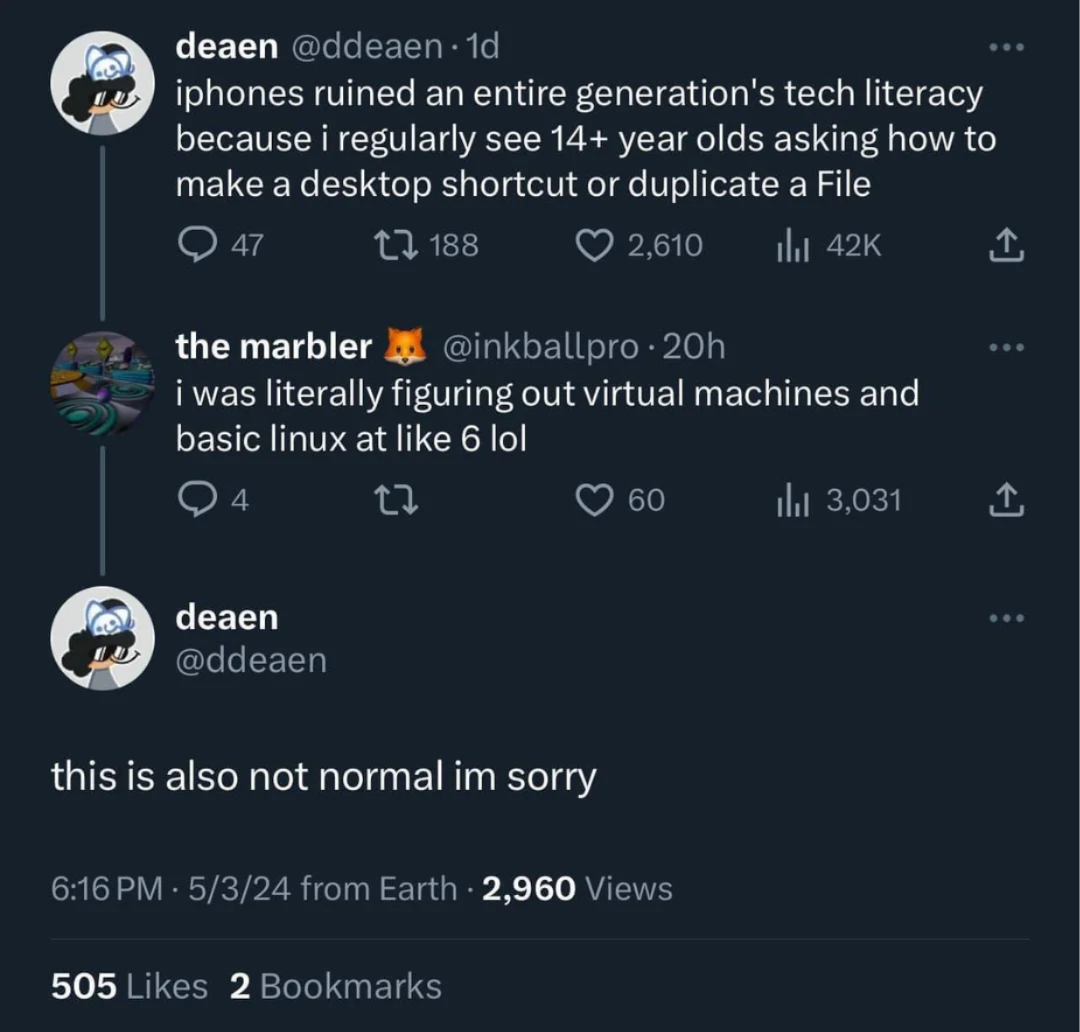 deaen @ddeaen · 1d
iphones ruined an entire generation's tech literacy
because i regularly see 14+ year olds asking how to
make a desktop shortcut or duplicate a File
47 188 2,610 42K
the marbler 🦊 @inkballpro · 20h
i was literally figuring out virtual machines and
basic linux at like 6 lol
4 60 3,031
deaen
@ddeaen
this is also not normal im sorry
6:16 PM · 5/3/24 from Earth · 2,960 Views
505 Likes 2 Bookmarks